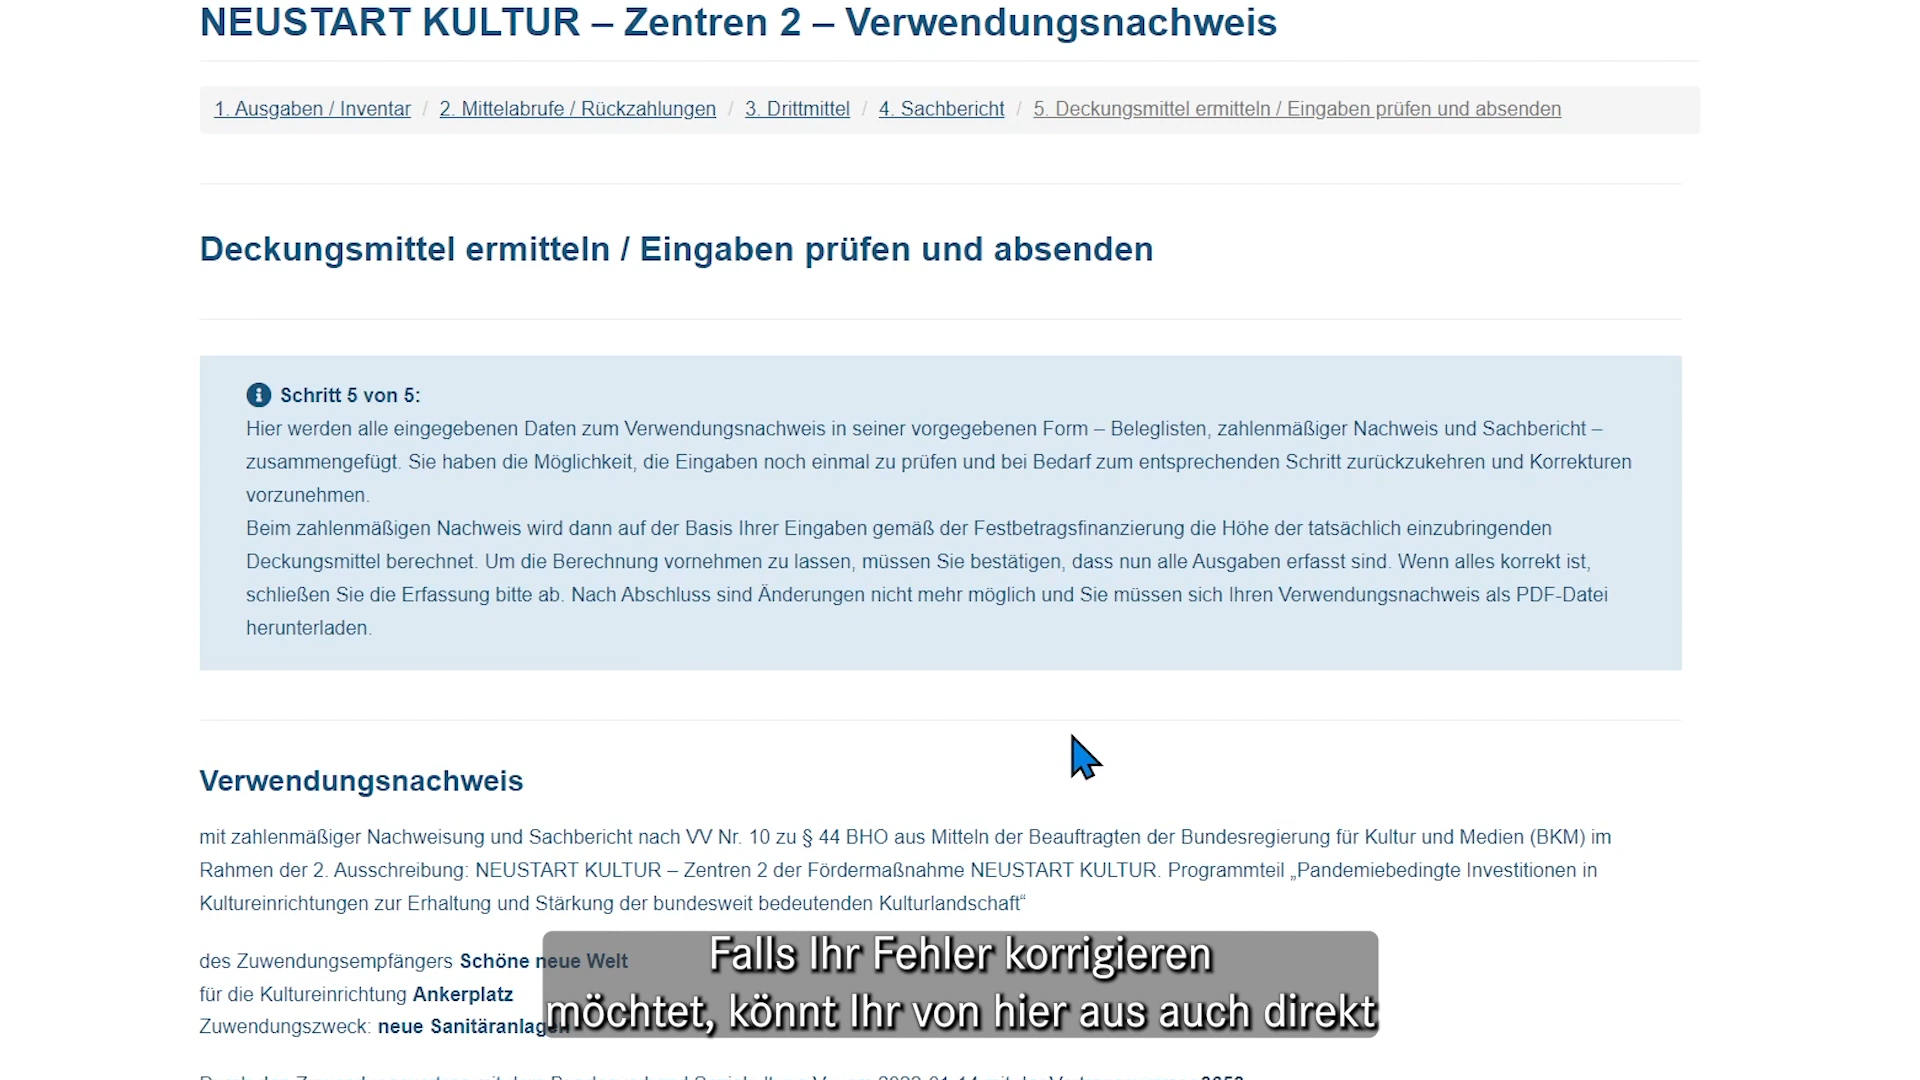 NEUSTART KULTUR – Zentren 2 – Verwendungsnachweis
1. Ausgaben / Inventar / 2. Mittelabrufe / Rückzahlungen / 3. Drittmittel / 4. Sachbericht / 5. Deckungsmittel ermitteln / Eingaben prüfen und absenden
Deckungsmittel ermitteln / Eingaben prüfen und absenden
Schritt 5 von 5:
Hier werden alle eingegebenen Daten zum Verwendungsnachweis in seiner vorgegebenen Form – Beleglisten, zahlenmäßiger Nachweis und Sachbericht –
zusammengefügt. Sie haben die Möglichkeit, die Eingaben noch einmal zu prüfen und bei Bedarf zum entsprechenden Schritt zurückzukehren und Korrekturen
vorzunehmen.
Beim zahlenmäßigen Nachweis wird dann auf der Basis Ihrer Eingaben gemäß der Festbetragsfinanzierung die Höhe der tatsächlich einzubringenden
Deckungsmittel berechnet. Um die Berechnung vornehmen zu lassen, müssen Sie bestätigen, dass nun alle Ausgaben erfasst sind. Wenn alles korrekt ist,
schließen Sie die Erfassung bitte ab. Nach Abschluss sind Änderungen nicht mehr möglich und Sie müssen sich Ihren Verwendungsnachweis als PDF-Datei
herunterladen.
Verwendungsnachweis
mit zahlenmäßiger Nachweisung und Sachbericht nach VV Nr. 10 zu § 44 BHO aus Mitteln der Beauftragten der Bundesregierung für Kultur und Medien (BKM) im
Rahmen der 2. Ausschreibung: NEUSTART KULTUR – Zentren 2 der Fördermaßnahme NEUSTART KULTUR. Programmteil „Pandemiebedingte Investitionen in
Kultureinrichtungen zur Erhaltung und Stärkung der bundesweit bedeutenden Kulturlandschaft“
des Zuwendungsempfängers Schöne neue Welt
für die Kultureinrichtung Ankerplatz
Zuwendungszweck: neue Sanitäranlagen
Falls Ihr Fehler korrigieren
möchtet, könnt Ihr von hier aus auch direkt